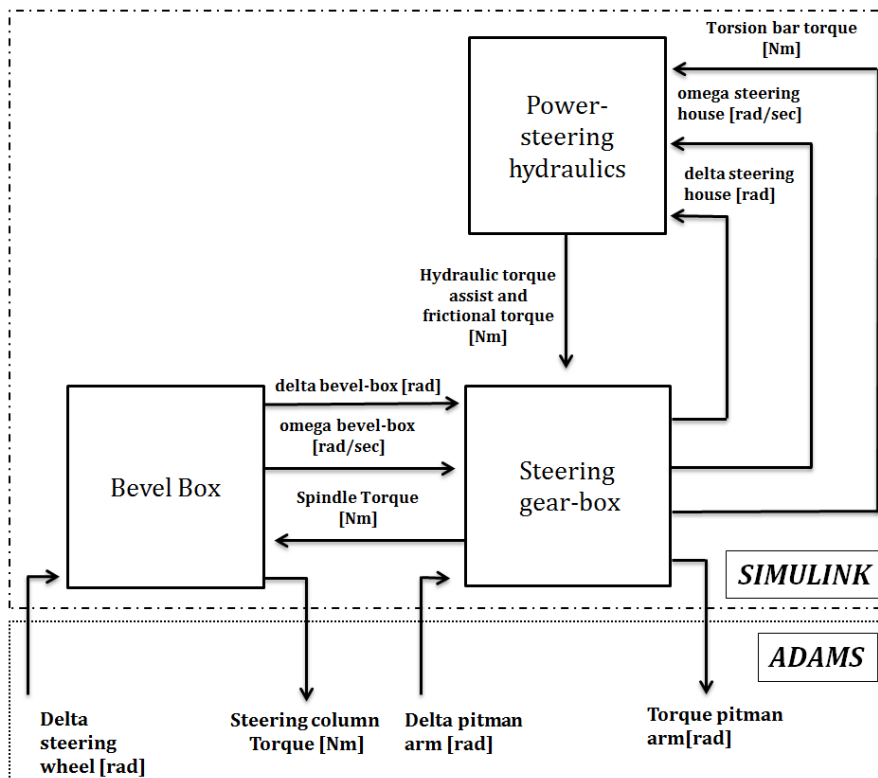 Torsion bar torque
[Nm]
omega steering
house [rad/sec]
delta steering
house [rad]
Power-
steering
hydraulics
Hydraulic torque
assist and
frictional torque
[Nm]
delta bevel-box [rad]
omega bevel-box
[rad/sec]
Spindle Torque
[Nm]
Bevel Box
Steering
gear-box
SIMULINK
ADAMS
Delta
steering
wheel [rad]
Steering column
Torque [Nm]
Delta pitman
arm [rad]
Torque pitman
arm[rad]